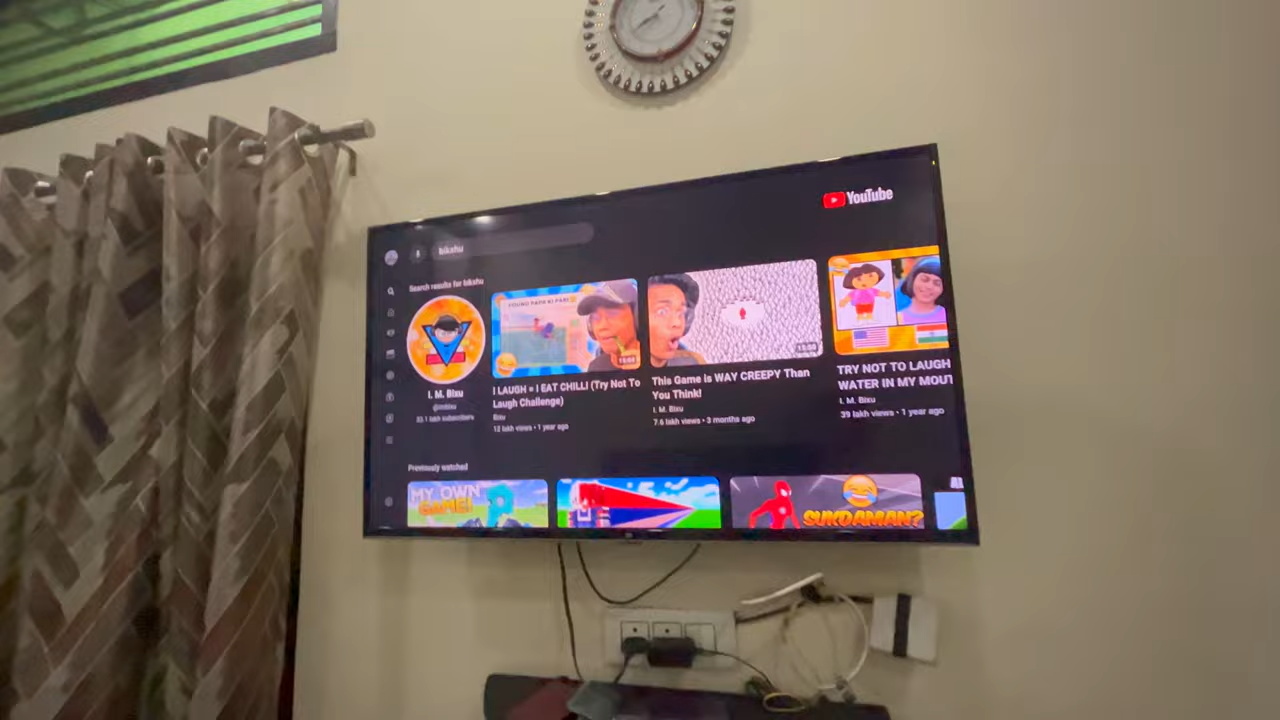 YouTube
bikshu
Search results for bikshu
I. M. Bixu
I LAUGH = I EAT CHILLI (Try Not To
Laugh Challenge)
Bixu
12 lakh views • 1 year ago
This Game is WAY CREEPY Than
You Think!
I. M. Bixu
7.6 lakh views • 3 months ago
TRY NOT TO LAUGH
WATER IN MY MOUT
I. M. Bixu
39 lakh views • 1 year ago
Previously watched
MY OWN
GAME!
SUKDAMAN?